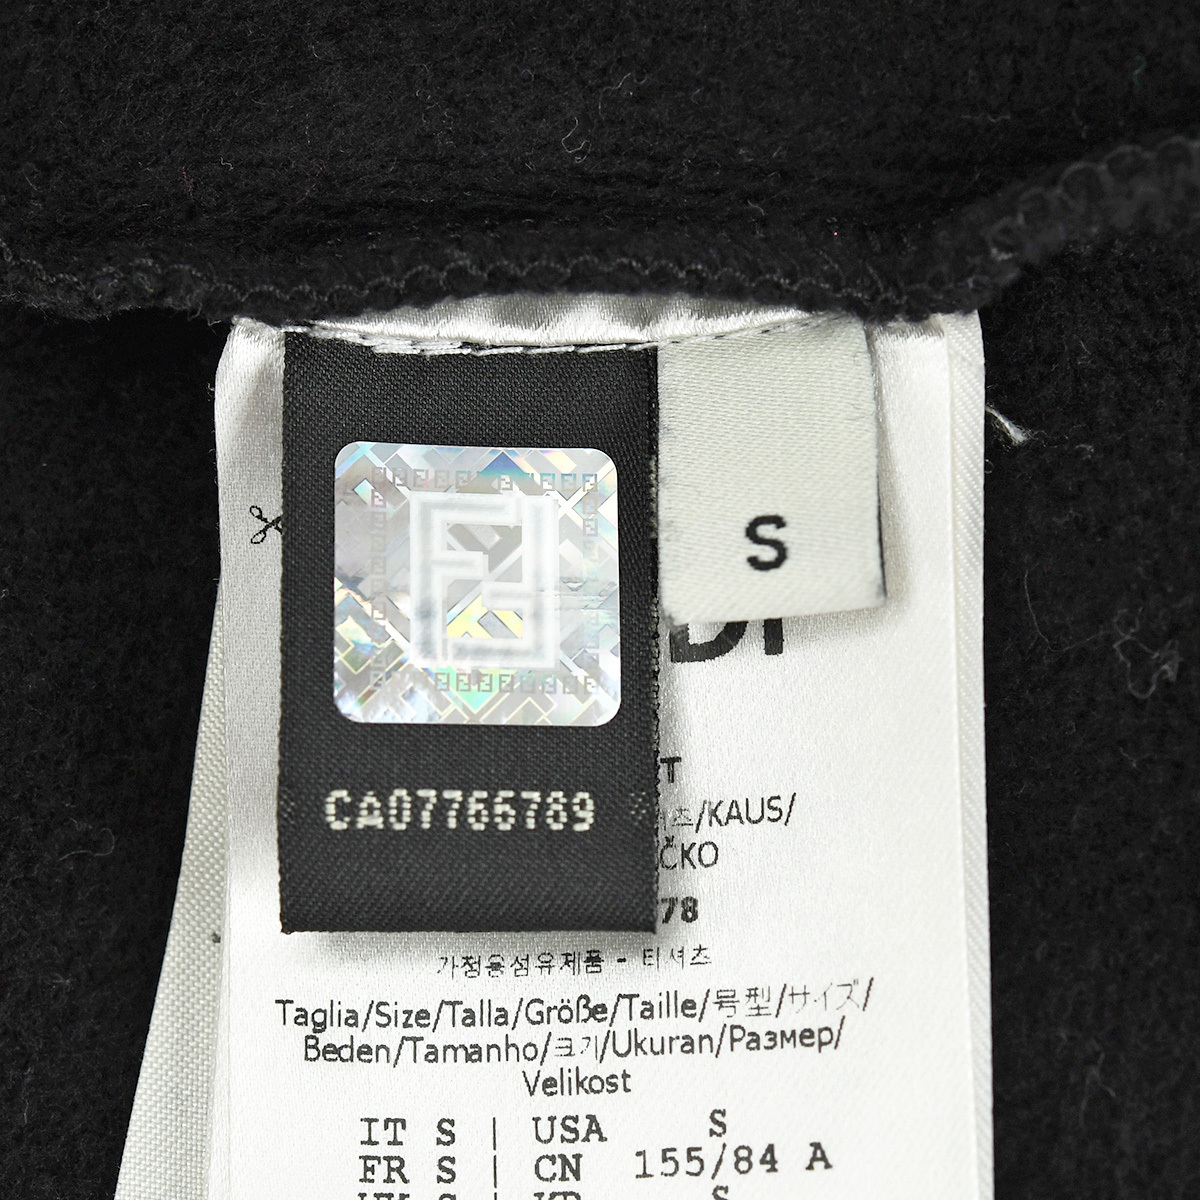 S
DI
CA07766789
T
셔츠/KAUS/
ČKO
78
가정용섬유제품 - 티셔츠
Taglia/Size/Talla/Größe/Taille/号型/サイズ/
Beden/Tamanho/크기/Ukuran/Размер/
Velikost
IT S | USA S
FR S | CN 155/84 A
S KR S